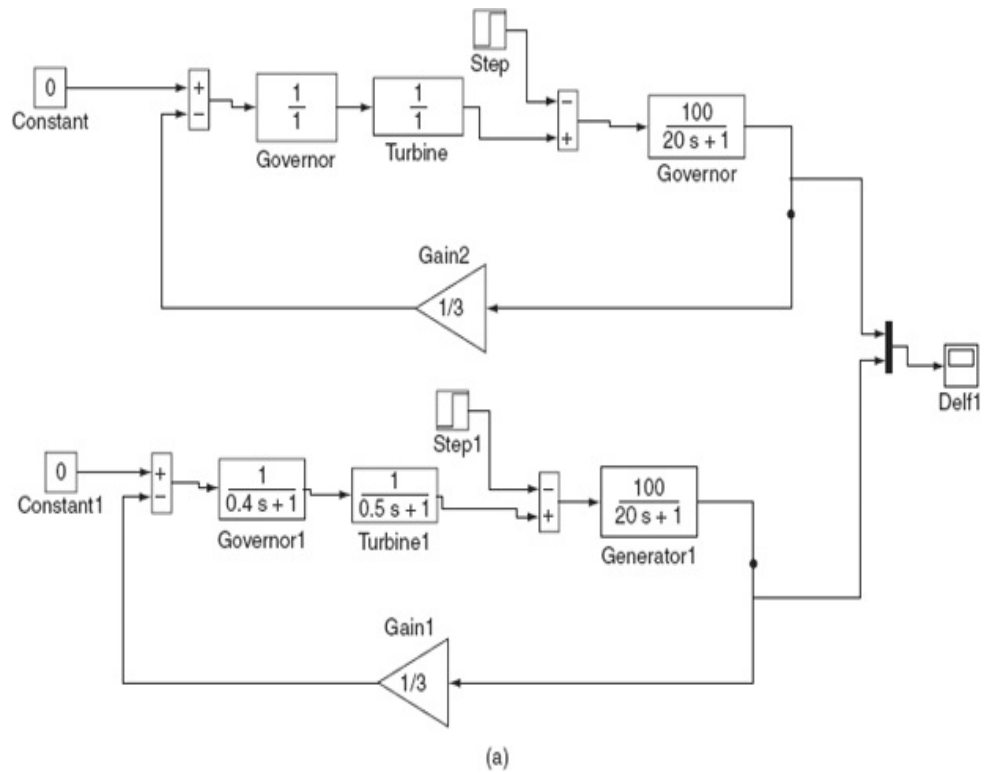 Step
0
Constant
+
−
1
1
Governor
1
1
Turbine
−
+
100
20 s + 1
Governor
Gain2
1/3
Delf1
Step1
0
Constant1
+
−
1
0.4 s + 1
Governor1
1
0.5 s + 1
Turbine1
−
+
100
20 s + 1
Generator1
Gain1
1/3
(a)